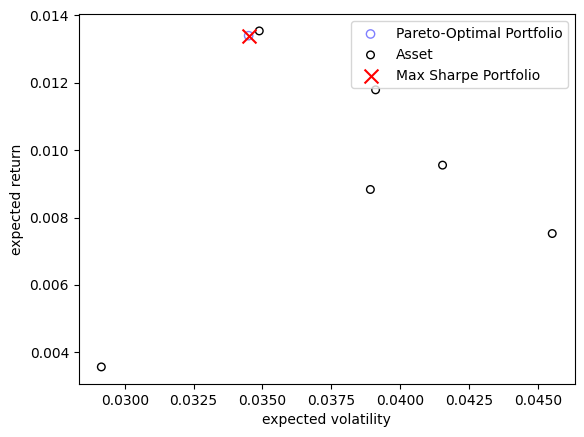 0.014
0.012
0.010
0.008
0.006
0.004
expected return
Pareto-Optimal Portfolio
Asset
Max Sharpe Portfolio
0.0300 0.0325 0.0350 0.0375 0.0400 0.0425 0.0450
expected volatility